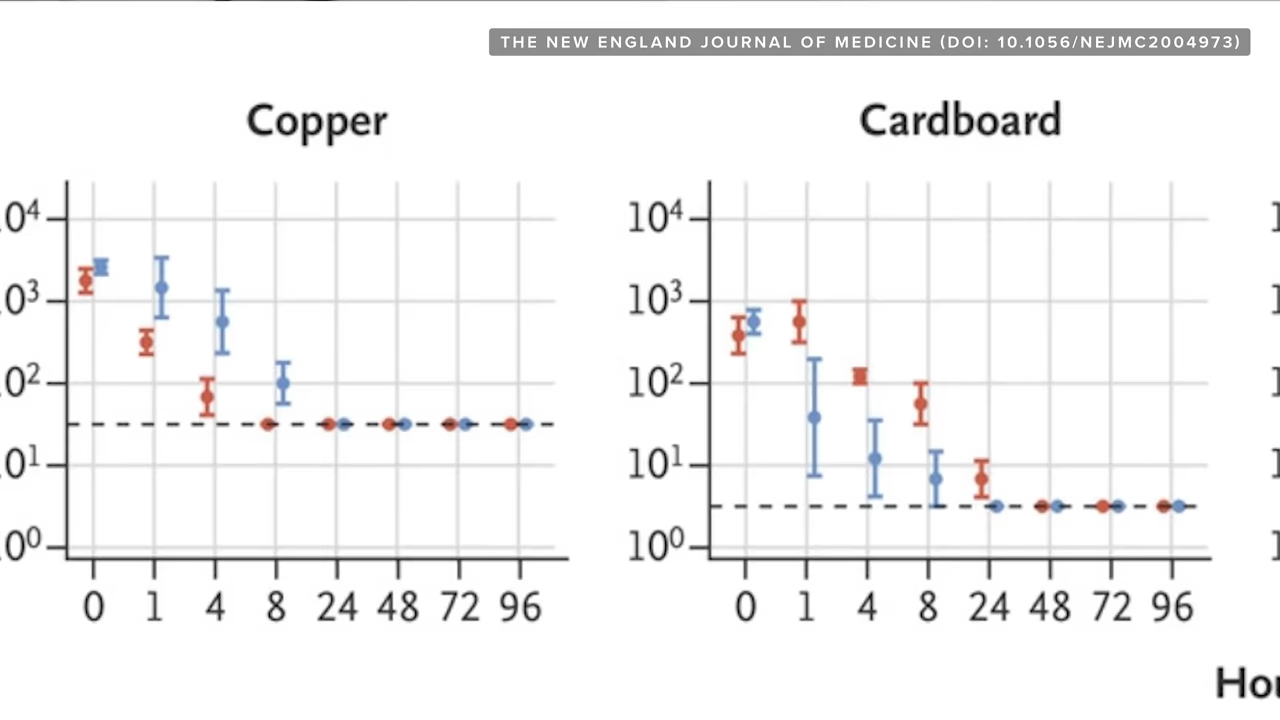 THE NEW ENGLAND JOURNAL OF MEDICINE (DOI: 10.1056/NEJMC2004973)
Copper
Cardboard
10⁴
10³
10²
10¹
10⁰
0 1 4 8 24 48 72 96
10⁴
10³
10²
10¹
10⁰
0 1 4 8 24 48 72 96